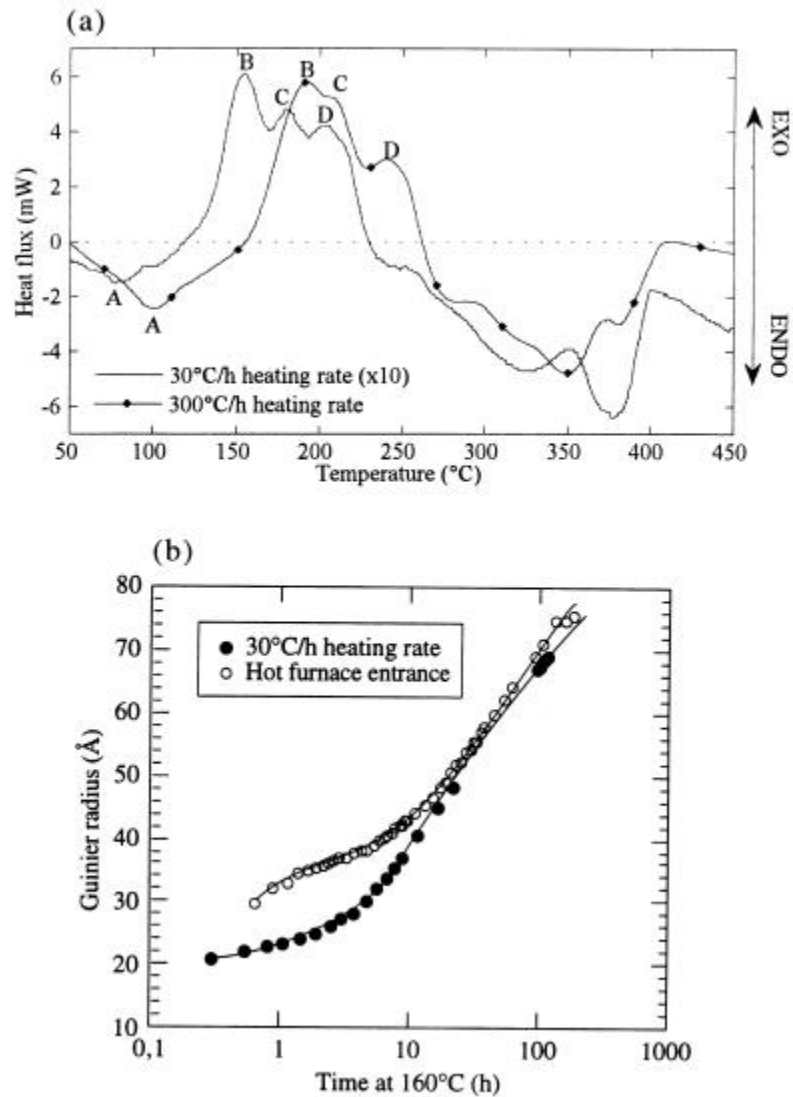 (a)
6
4
2
0
-2
-4
-6
Heat flux (mW)
B
C
B
C
D
D
A
A
30°C/h heating rate (x10)
300°C/h heating rate
EXO
ENDO
50 100 150 200 250 300 350 400 450
Temperature (°C)
(b)
80
70
60
50
40
30
20
10
Guinier radius (Å)
30°C/h heating rate
Hot furnace entrance
0,1 1 10 100 1000
Time at 160°C (h)